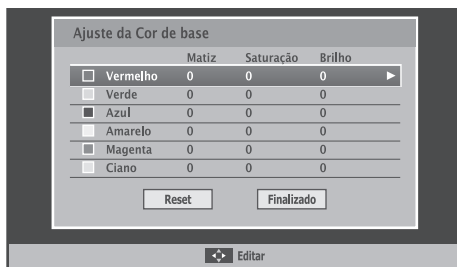 Ajuste da Cor de base
Matiz Saturação Brilho
Vermelho 0 0 0
Verde 0 0 0
Azul 0 0 0
Amarelo 0 0 0
Magenta 0 0 0
Ciano 0 0 0
Reset Finalizado
Editar